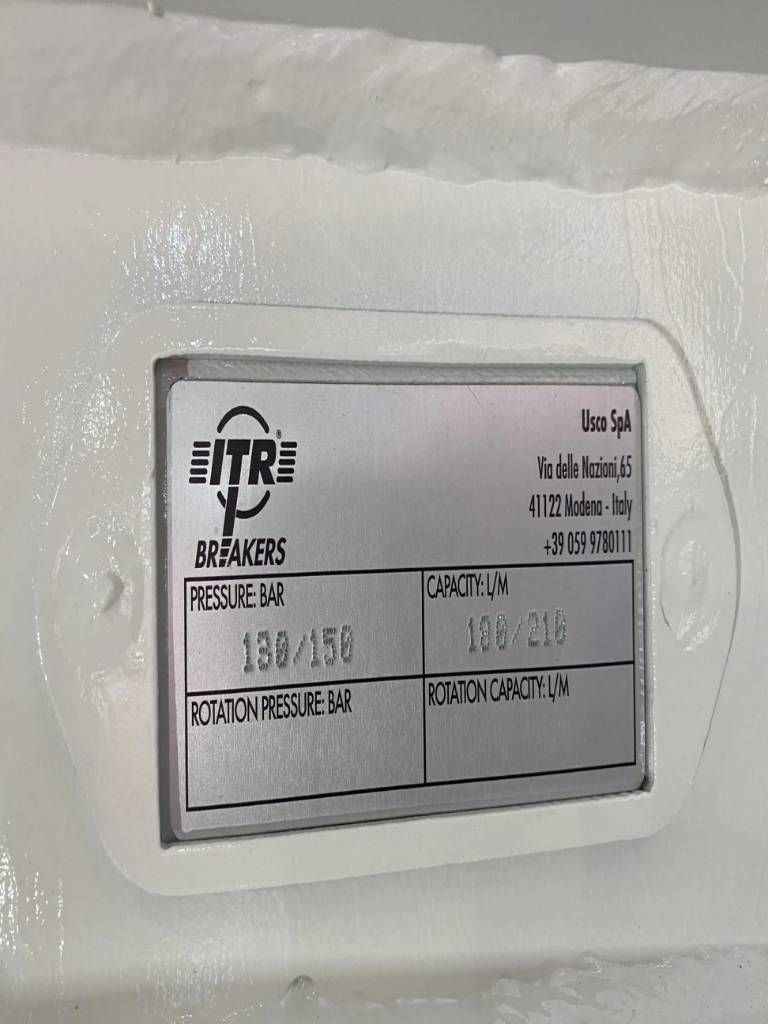 ITR®
BREAKERS
Usco SpA
Via delle Nazioni,65
41122 Modena - Italy
+39 059 9780111
PRESSURE: BAR
130/150
CAPACITY: L/M
180/210
ROTATION PRESSURE: BAR
ROTATION CAPACITY: L/M